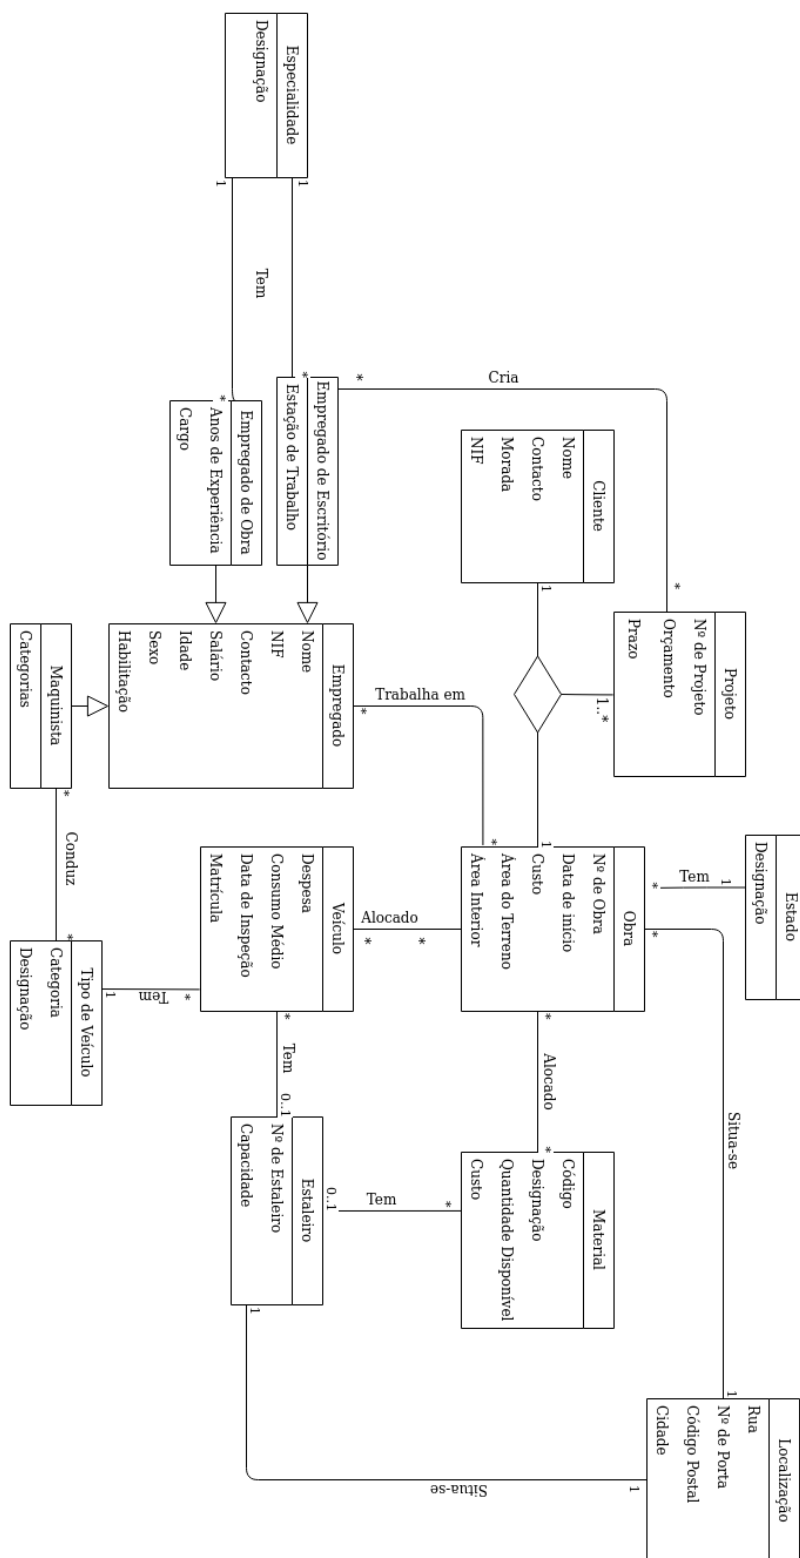 Especialidade
Designação
1
1
Tem
*
*
Empregado de Escritório
Estação de Trabalho
Empregado de Obra
Anos de Experiência
Cargo
*
Cria
*
Cliente
Nome
Contacto
Morada
NIF
1
Projeto
Nº de Projeto
Orçamento
Prazo
1..*
1
Empregado
Nome
NIF
Contacto
Salário
Idade
Sexo
Habilitação
*
Trabalha em
*
Maquinista
Categorias
*
Conduz
*
Estado
Designação
1
Tem
*
Obra
Nº de Obra
Data de início
Custo
Área do Terreno
Área Interior
*
Veículo
Despesa
Consumo Médio
Data de Inspeção
Matrícula
Alocado
*
*
Tipo de Veículo
Categoria
Designação
1
Tem
*
*
Tem
0..1
*
Alocado
*
Material
Código
Designação
Quantidade Disponível
Custo
Estaleiro
Nº de Estaleiro
Capacidade
0..1
Tem
*
Situa-se
1
Localização
Rua
Nº de Porta
Código Postal
Cidade
1
Situa-se
1